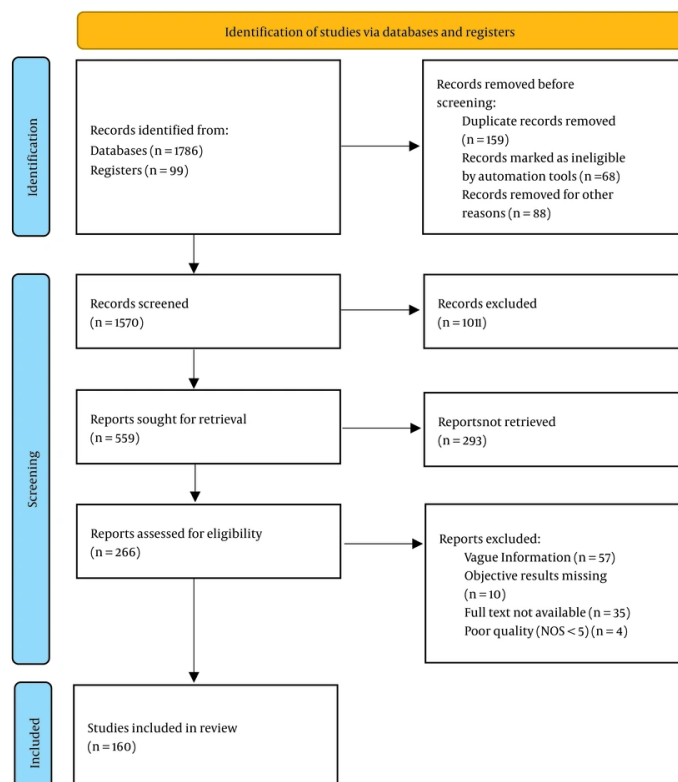 Identification of studies via databases and registers
Identification
Records identified from:
Databases (n = 1786)
Registers (n = 99)
Records removed before
screening:
Duplicate records removed
(n = 159)
Records marked as ineligible
by automation tools (n =68)
Records removed for other
reasons (n = 88)
Screening
Records screened
(n = 1570)
Records excluded
(n = 1011)
Reports sought for retrieval
(n = 559)
Reportsnot retrieved
(n = 293)
Reports assessed for eligibility
(n = 266)
Reports excluded:
Vague Information (n = 57)
Objective results missing
(n = 10)
Full text not available (n = 35)
Poor quality (NOS < 5) (n = 4)
Included
Studies included in review
(n = 160)